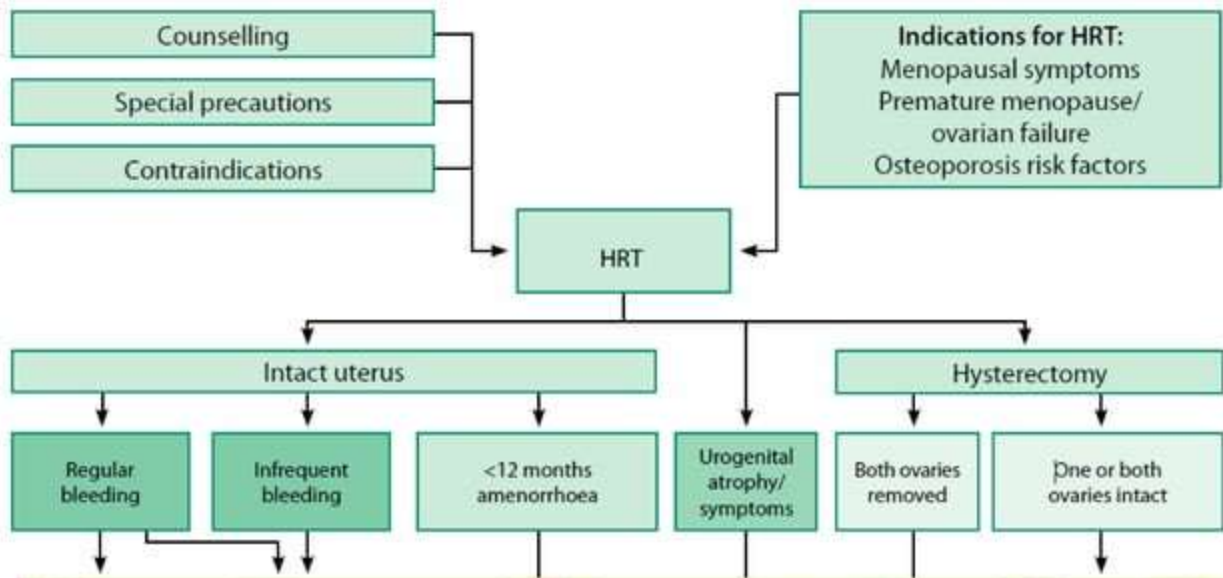 Counselling
Special precautions
Contraindications
Indications for HRT:
Menopausal symptoms
Premature menopause/
ovarian failure
Osteoporosis risk factors
HRT
Intact uterus
Hysterectomy
Regular
bleeding
Infrequent
bleeding
<12 months
amenorrhoea
Urogenital
atrophy/
symptoms
Both ovaries
removed
One or both
ovaries intact